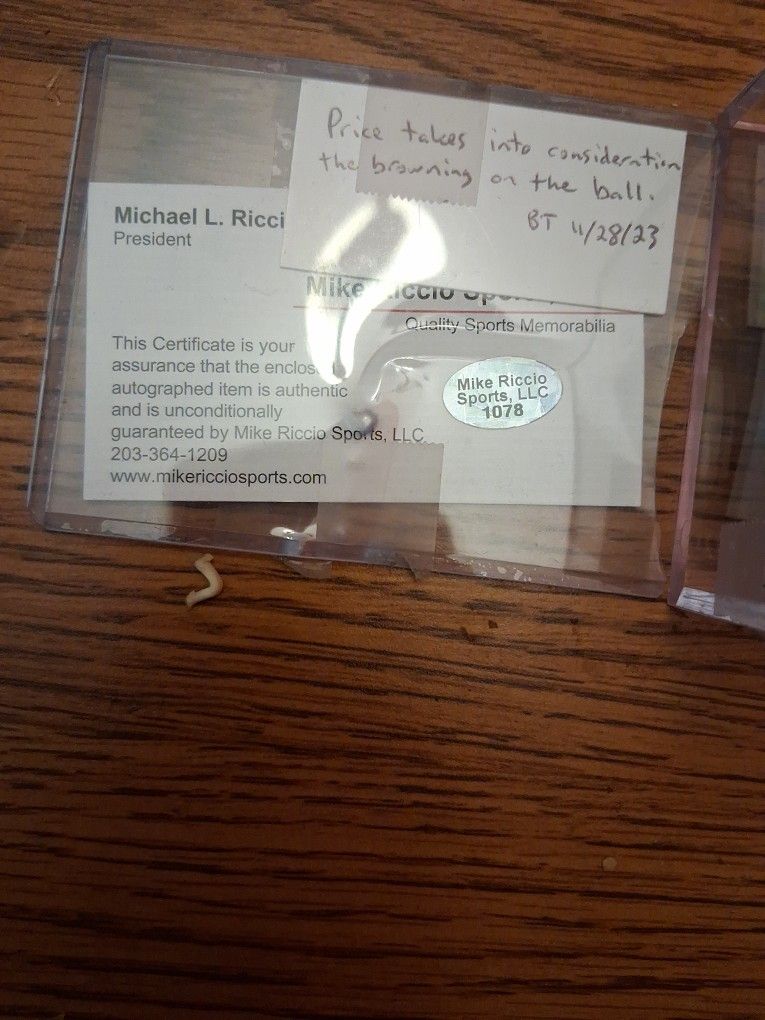 Price takes into consideration
the browning on the ball.
BT 11/28/23
Michael L. Ricci
President
Mike Riccio Spo
Quality Sports Memorabilia
This Certificate is your
assurance that the enclos
autographed item is authentic
and is unconditionally
guaranteed by Mike Riccio Sports, LLC.
203-364-1209
www.mikericciosports.com
Mike Riccio
Sports, LLC
1078